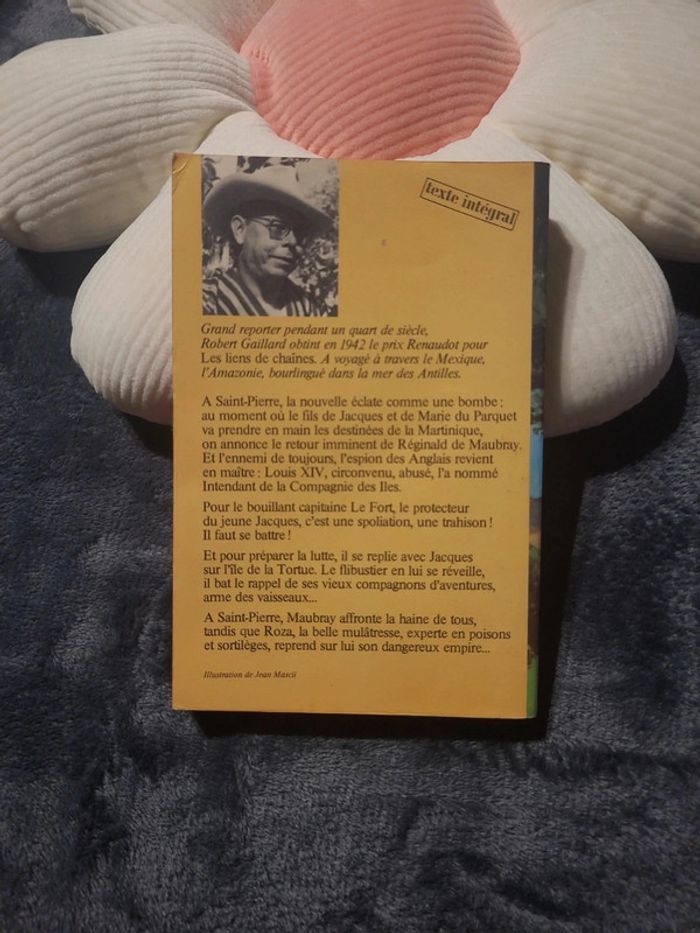 texte intégral
Grand reporter pendant un quart de siècle,
Robert Gaillard obtint en 1942 le prix Renaudot pour
Les liens de chaînes. A voyagé à travers le Mexique,
l'Amazonie, bourlingué dans la mer des Antilles.
A Saint-Pierre, la nouvelle éclate comme une bombe :
au moment où le fils de Jacques et de Marie du Parquet
va prendre en main les destinées de la Martinique,
on annonce le retour imminent de Réginald de Maubray.
Et l'ennemi de toujours, l'espion des Anglais revient
en maître : Louis XIV, circonvenu, abusé, l'a nommé
Intendant de la Compagnie des Iles.
Pour le bouillant capitaine Le Fort, le protecteur
du jeune Jacques, c'est une spoliation, une trahison !
Il faut se battre !
Et pour préparer la lutte, il se replie avec Jacques
sur l'île de la Tortue. Le flibustier en lui se réveille,
il bat le rappel de ses vieux compagnons d'aventures,
arme des vaisseaux...
A Saint-Pierre, Maubray affronte la haine de tous,
tandis que Roza, la belle mulâtresse, experte en poisons
et sortilèges, reprend sur lui son dangereux empire...
Illustration de Jean Mascii